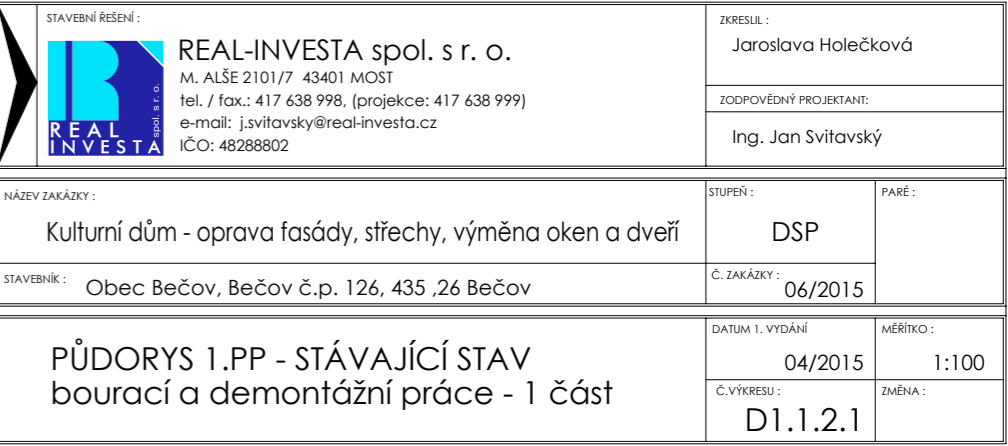 STAVEBNÍ ŘEŠENÍ :
REAL-INVESTA spol. s r. o.
M. ALŠE 2101/7 43401 MOST
tel. / fax.: 417 638 998, (projekce: 417 638 999)
e-mail: j.svitavsky@real-investa.cz
IČO: 48288802
REAL
INVESTA
spol. s r. o.
ZKRESLIL :
Jaroslava Holečková
ZODPOVĚDNÝ PROJEKTANT:
Ing. Jan Svitavský
NÁZEV ZAKÁZKY :
Kulturní dům - oprava fasády, střechy, výměna oken a dveří
STUPEŇ :
DSP
PARÉ :
STAVEBNÍK :
Obec Bečov, Bečov č.p. 126, 435 ,26 Bečov
Č. ZAKÁZKY :
06/2015
PŮDORYS 1.PP - STÁVAJÍCÍ STAV
bourací a demontážní práce - 1 část
DATUM 1. VYDÁNÍ
04/2015
MĚŘÍTKO :
1:100
Č.VÝKRESU :
D1.1.2.1
ZMĚNA :